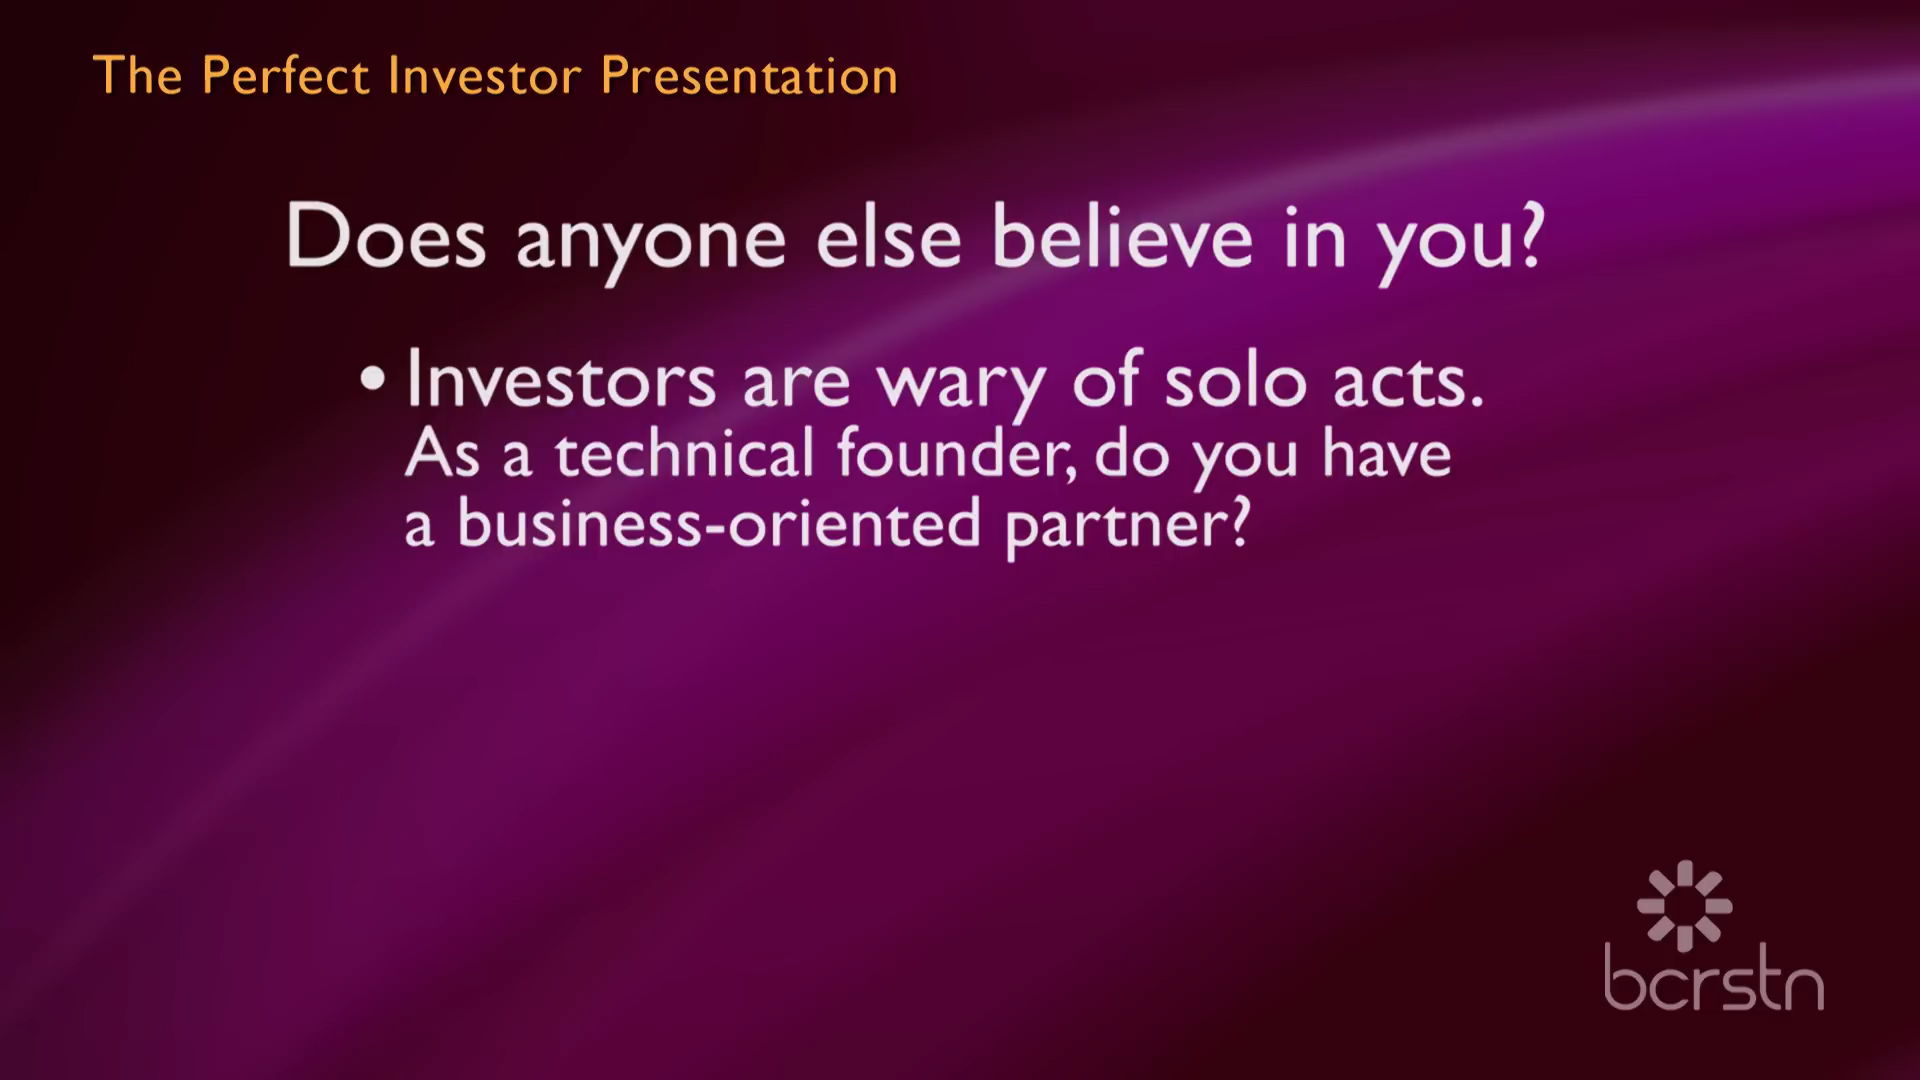 The Perfect Investor Presentation
Does anyone else believe in you?
• Investors are wary of solo acts.
As a technical founder, do you have
a business-oriented partner?
bcrstn